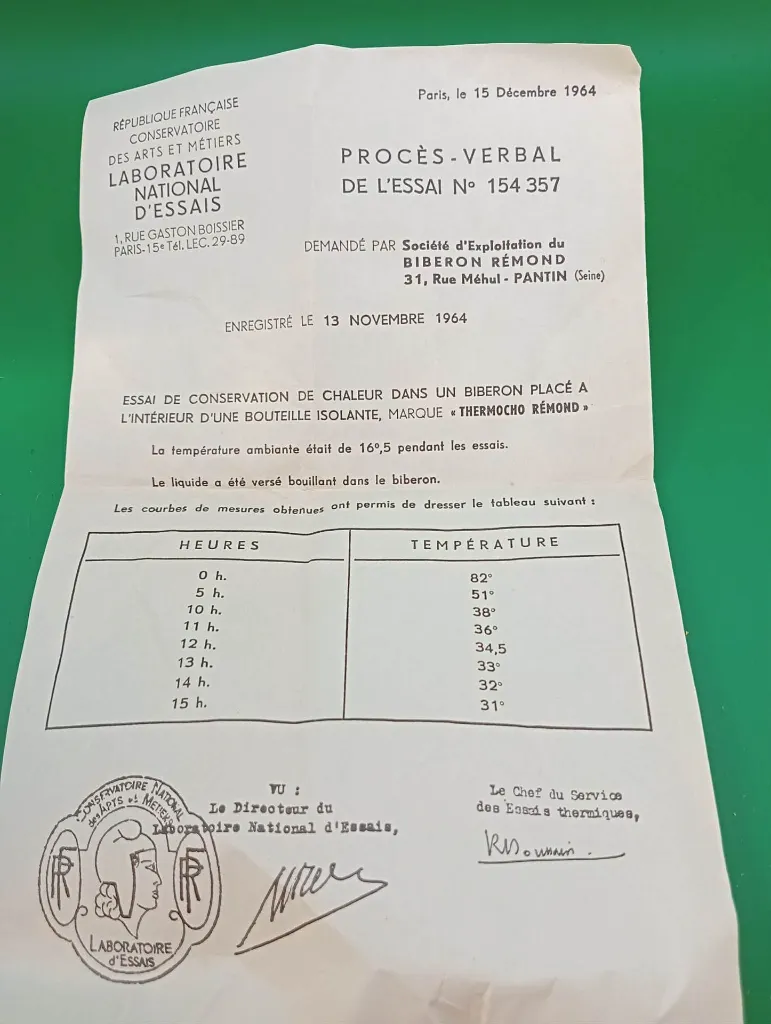 RÉPUBLIQUE FRANÇAISE
CONSERVATOIRE
DES ARTS ET MÉTIERS
LABORATOIRE
NATIONAL
D'ESSAIS
1, RUE GASTON BOISSIER
PARIS-15e Tél. LEC. 29-89
Paris, le 15 Décembre 1964
PROCÈS-VERBAL
DE L'ESSAI No 154 357
DEMANDÉ PAR Société d'Exploitation du
BIBERON RÉMOND
31, Rue Méhul - PANTIN (Seine)
ENREGISTRÉ LE 13 NOVEMBRE 1964
ESSAI DE CONSERVATION DE CHALEUR DANS UN BIBERON PLACÉ A
L'INTÉRIEUR D'UNE BOUTEILLE ISOLANTE, MARQUE « THERMOCHO RÉMOND »
La température ambiante était de 16°,5 pendant les essais.
Le liquide a été versé bouillant dans le biberon.
Les courbes de mesures obtenues ont permis de dresser le tableau suivant :
HEURES TEMPÉRATURE
0 h. 82°
5 h. 51°
10 h. 38°
11 h. 36°
12 h. 34,5
13 h. 33°
14 h. 32°
15 h. 31°
VU :
Le Directeur du
Laboratoire National d'Essais,
Le Chef du Service
des Essais thermiques,
CONSERVATOIRE NATIONAL
des ARTS et METIERS
RF
RF
LABORATOIRE
d'ESSAIS